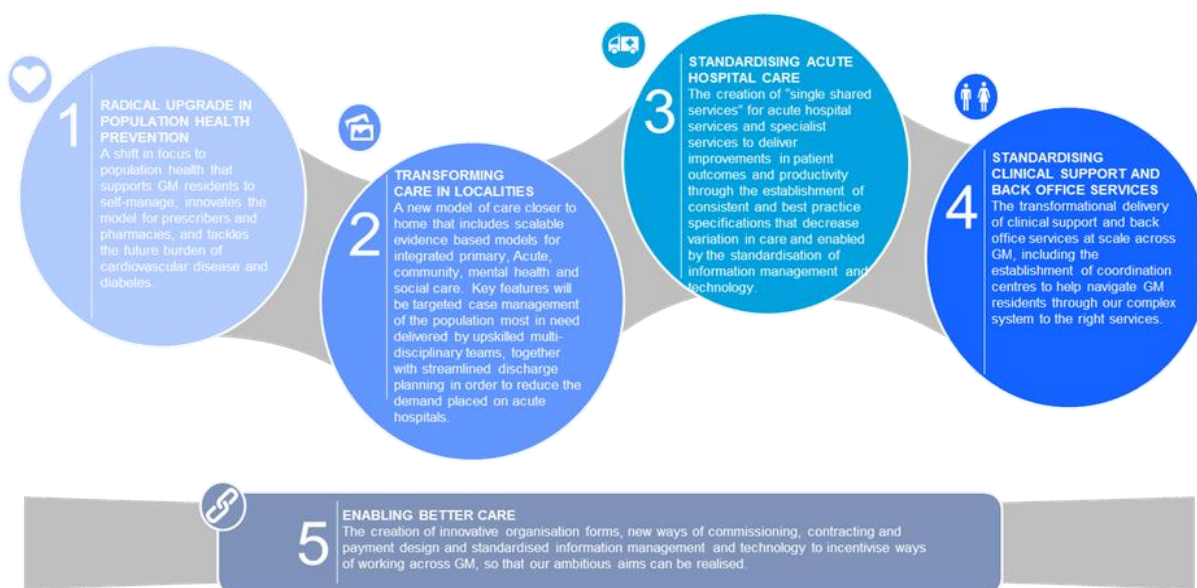 1
RADICAL UPGRADE IN
POPULATION HEALTH
PREVENTION
A shift in focus to
population health that
supports GM residents to
self-manage, innovates the
model for prescribers and
pharmacies, and tackles
the future burden of
cardiovascular disease and
diabetes.
2
TRANSFORMING
CARE IN LOCALITIES
A new model of care closer to
home that includes scalable
evidence based models for
integrated primary, Acute,
community, mental health and
social care. Key features will
be targeted case management
of the population most in need
delivered by upskilled multi-
disciplinary teams, together
with streamlined discharge
planning in order to reduce the
demand placed on acute
hospitals.
3
STANDARDISING ACUTE
HOSPITAL CARE
The creation of "single shared
services" for acute hospital
services and specialist
services to deliver
improvements in patient
outcomes and productivity
through the establishment of
consistent and best practice
specifications that decrease
variation in care and enabled
by the standardisation of
information management and
technology.
4
STANDARDISING
CLINICAL SUPPORT AND
BACK OFFICE SERVICES
The transformational delivery
of clinical support and back
office services at scale across
GM, including the
establishment of coordination
centres to help navigate GM
residents through our complex
system to the right services.
5
ENABLING BETTER CARE
The creation of innovative organisation forms, new ways of commissioning, contracting and
payment design and standardised information management and technology to incentivise ways
of working across GM, so that our ambitious aims can be realised.